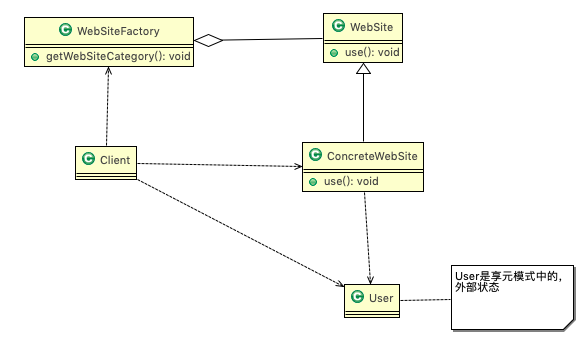 WebSiteFactory
getWebSiteCategory(): void
WebSite
use(): void
Client
ConcreteWebSite
use(): void
User
User是享元模式中的,
外部状态